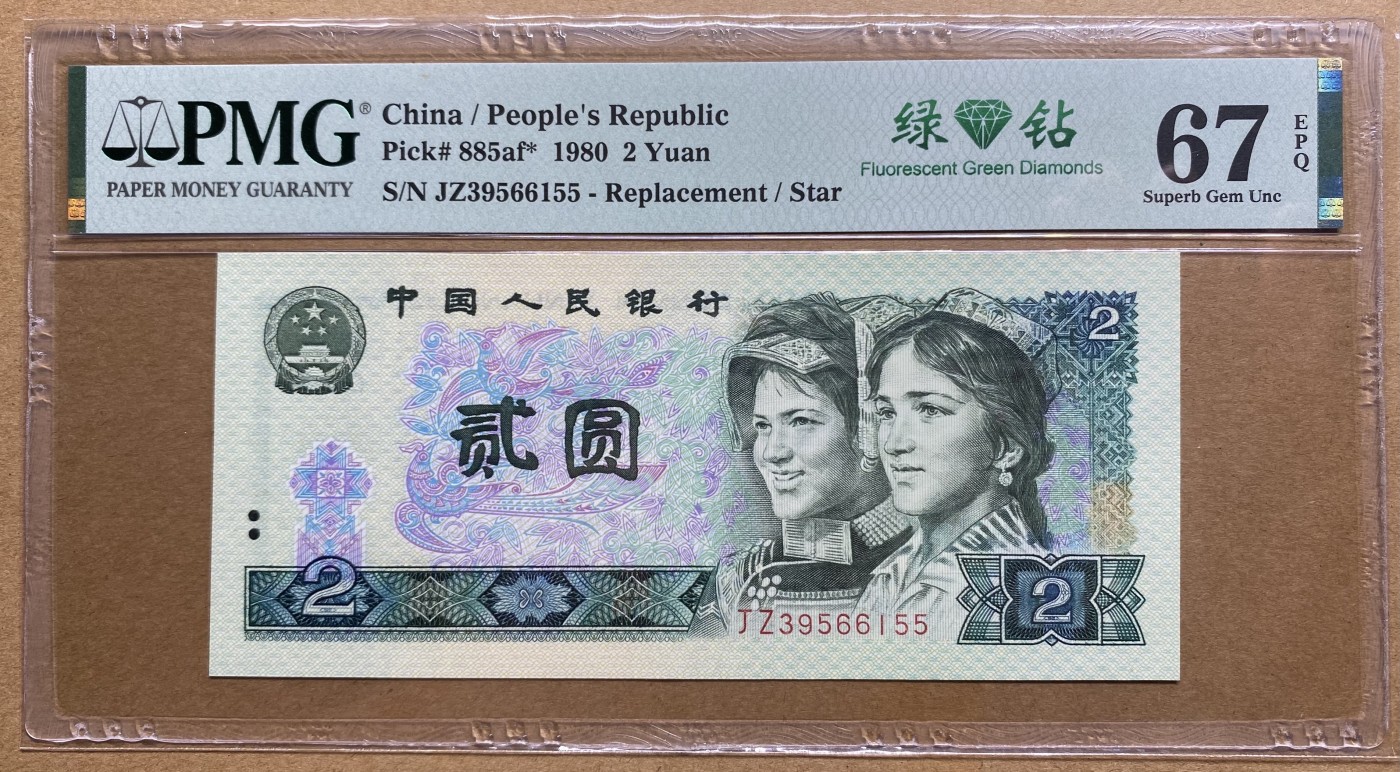 PMG®
PAPER MONEY GUARANTY
China / People's Republic
Pick# 885af* 1980 2 Yuan
S/N JZ39566155 - Replacement / Star
绿 钻
Fluorescent Green Diamonds
67
EPQ
Superb Gem Unc
中国人民银行
2
贰圆
2
2
JZ39566155